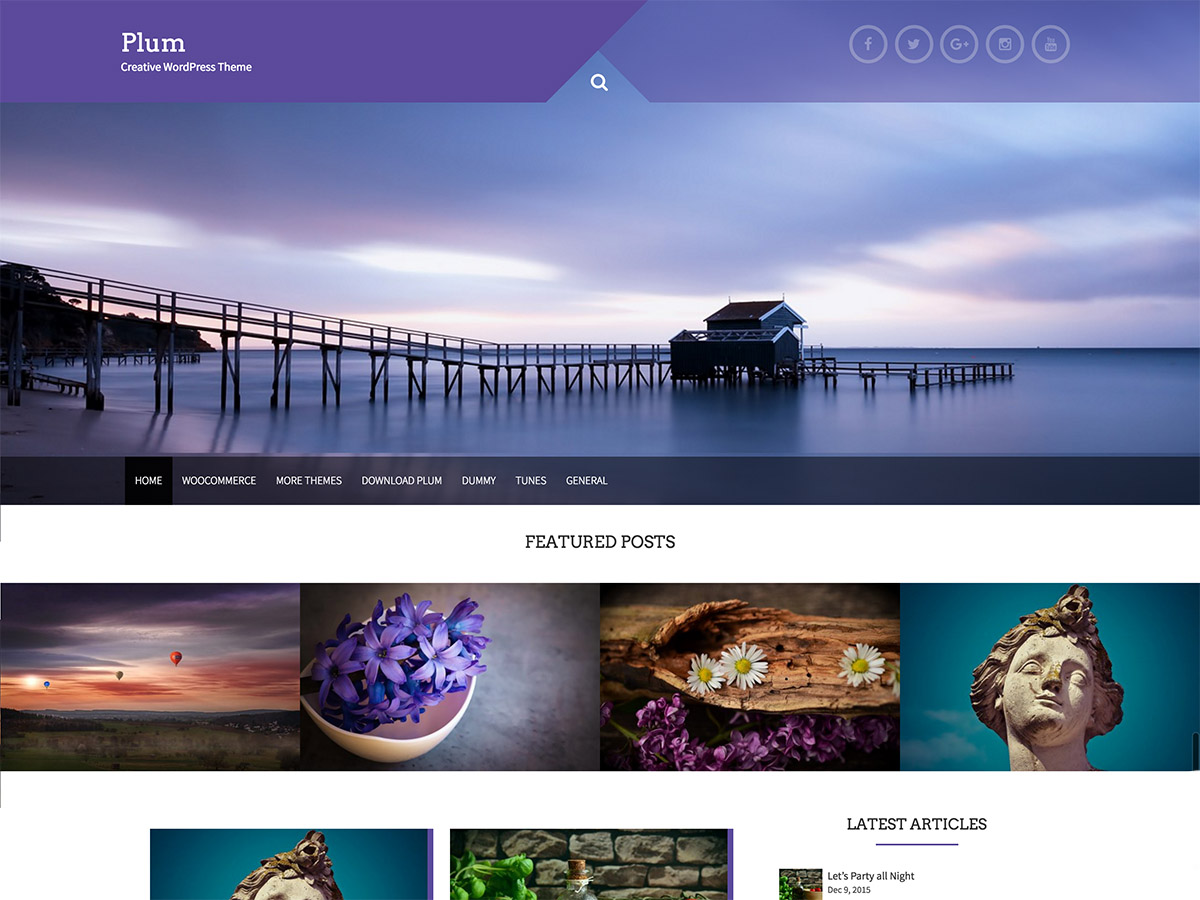 Plum
Creative WordPress Theme
HOME WOOCOMMERCE MORE THEMES DOWNLOAD PLUM DUMMY TUNES GENERAL
FEATURED POSTS
LATEST ARTICLES
Let's Party all Night
Dec 9, 2015